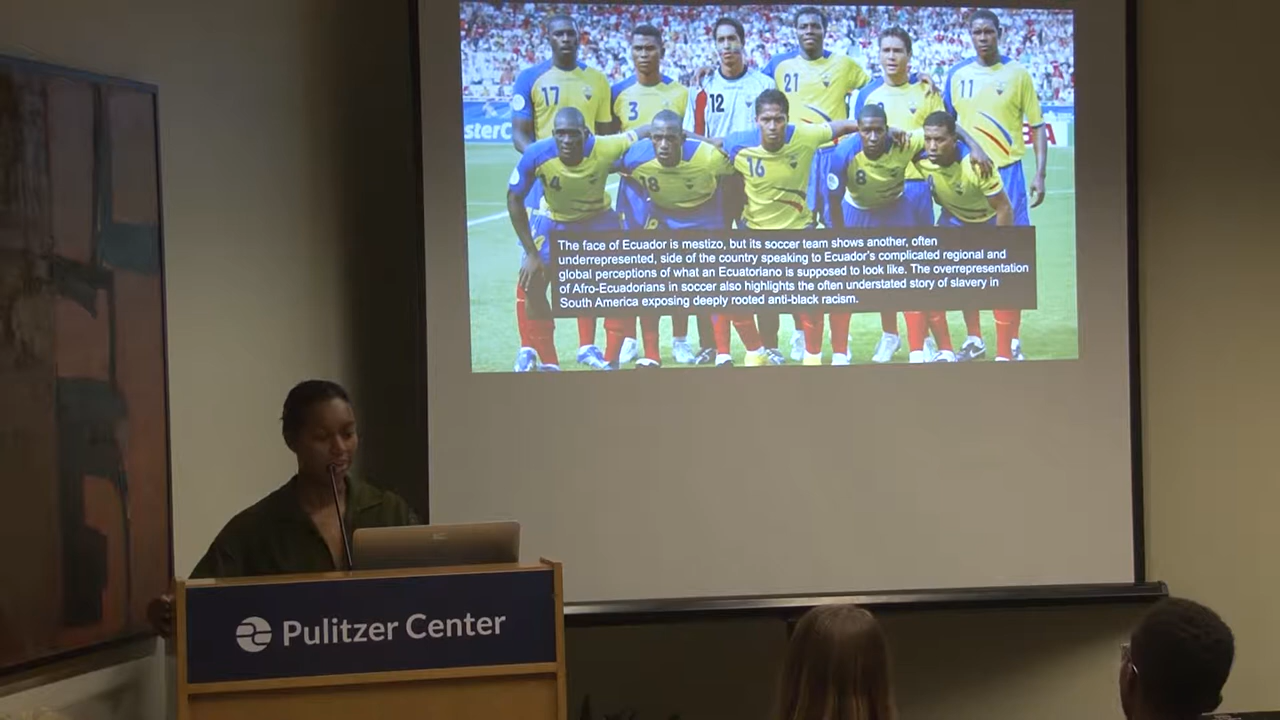 17
3
12
21
11
sterC
4
18
16
8
The face of Ecuador is mestizo, but its soccer team shows another, often
underrepresented, side of the country speaking to Ecuador's complicated regional and
global perceptions of what an Ecuatoriano is supposed to look like. The overrepresentation
of Afro-Ecuadorians in soccer also highlights the often understated story of slavery in
South America exposing deeply rooted anti-black racism.
Pulitzer Center